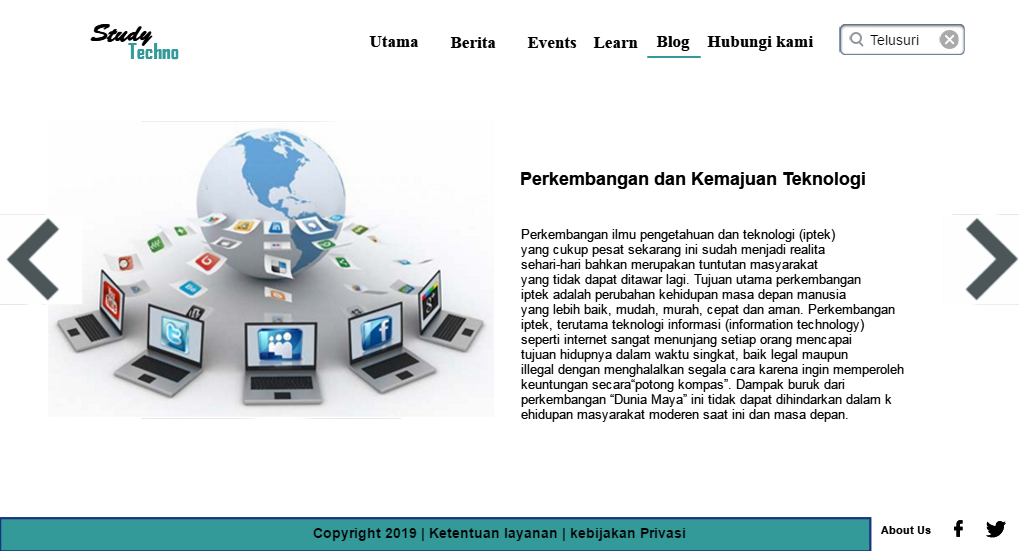 Study
Techno
Utama
Berita
Events
Learn
Blog
Hubungi kami
Telusuri
Perkembangan dan Kemajuan Teknologi
Perkembangan ilmu pengetahuan dan teknologi (iptek)
yang cukup pesat sekarang ini sudah menjadi realita
sehari-hari bahkan merupakan tuntutan masyarakat
yang tidak dapat ditawar lagi. Tujuan utama perkembangan
iptek adalah perubahan kehidupan masa depan manusia
yang lebih baik, mudah, murah, cepat dan aman. Perkembangan
iptek, terutama teknologi informasi (information technology)
seperti internet sangat menunjang setiap orang mencapai
tujuan hidupnya dalam waktu singkat, baik legal maupun
illegal dengan menghalalkan segala cara karena ingin memperoleh
keuntungan secara“potong kompas”. Dampak buruk dari
perkembangan “Dunia Maya” ini tidak dapat dihindarkan dalam k
ehidupan masyarakat moderen saat ini dan masa depan.
Copyright 2019 | Ketentuan layanan | kebijakan Privasi
About Us